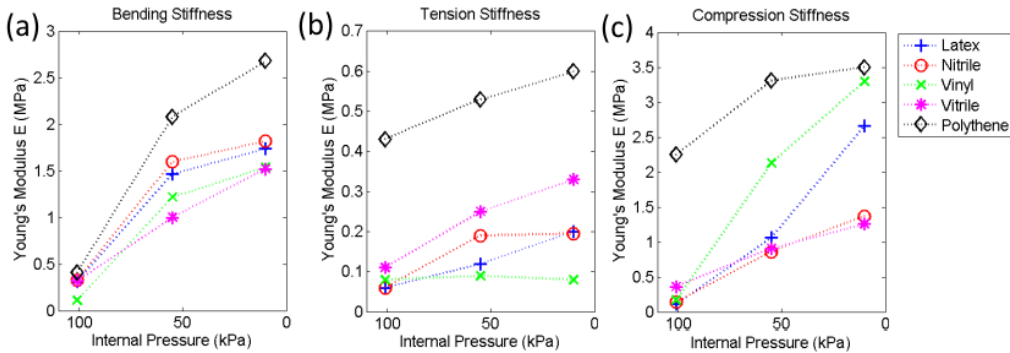 (a)
Bending Stiffness
Young's Modulus E (MPa)
3
2.5
2
1.5
1
0.5
0
100
50
0
Internal Pressure (kPa)
(b)
Tension Stiffness
Young's Modulus E (MPa)
0.7
0.6
0.5
0.4
0.3
0.2
0.1
0
100
50
0
Internal Pressure (kPa)
(c)
Compression Stiffness
Young's Modulus E (MPa)
4
3.5
3
2.5
2
1.5
1
0.5
0
100
50
0
Internal Pressure (kPa)
Latex
Nitrile
Vinyl
Vitrile
Polythene